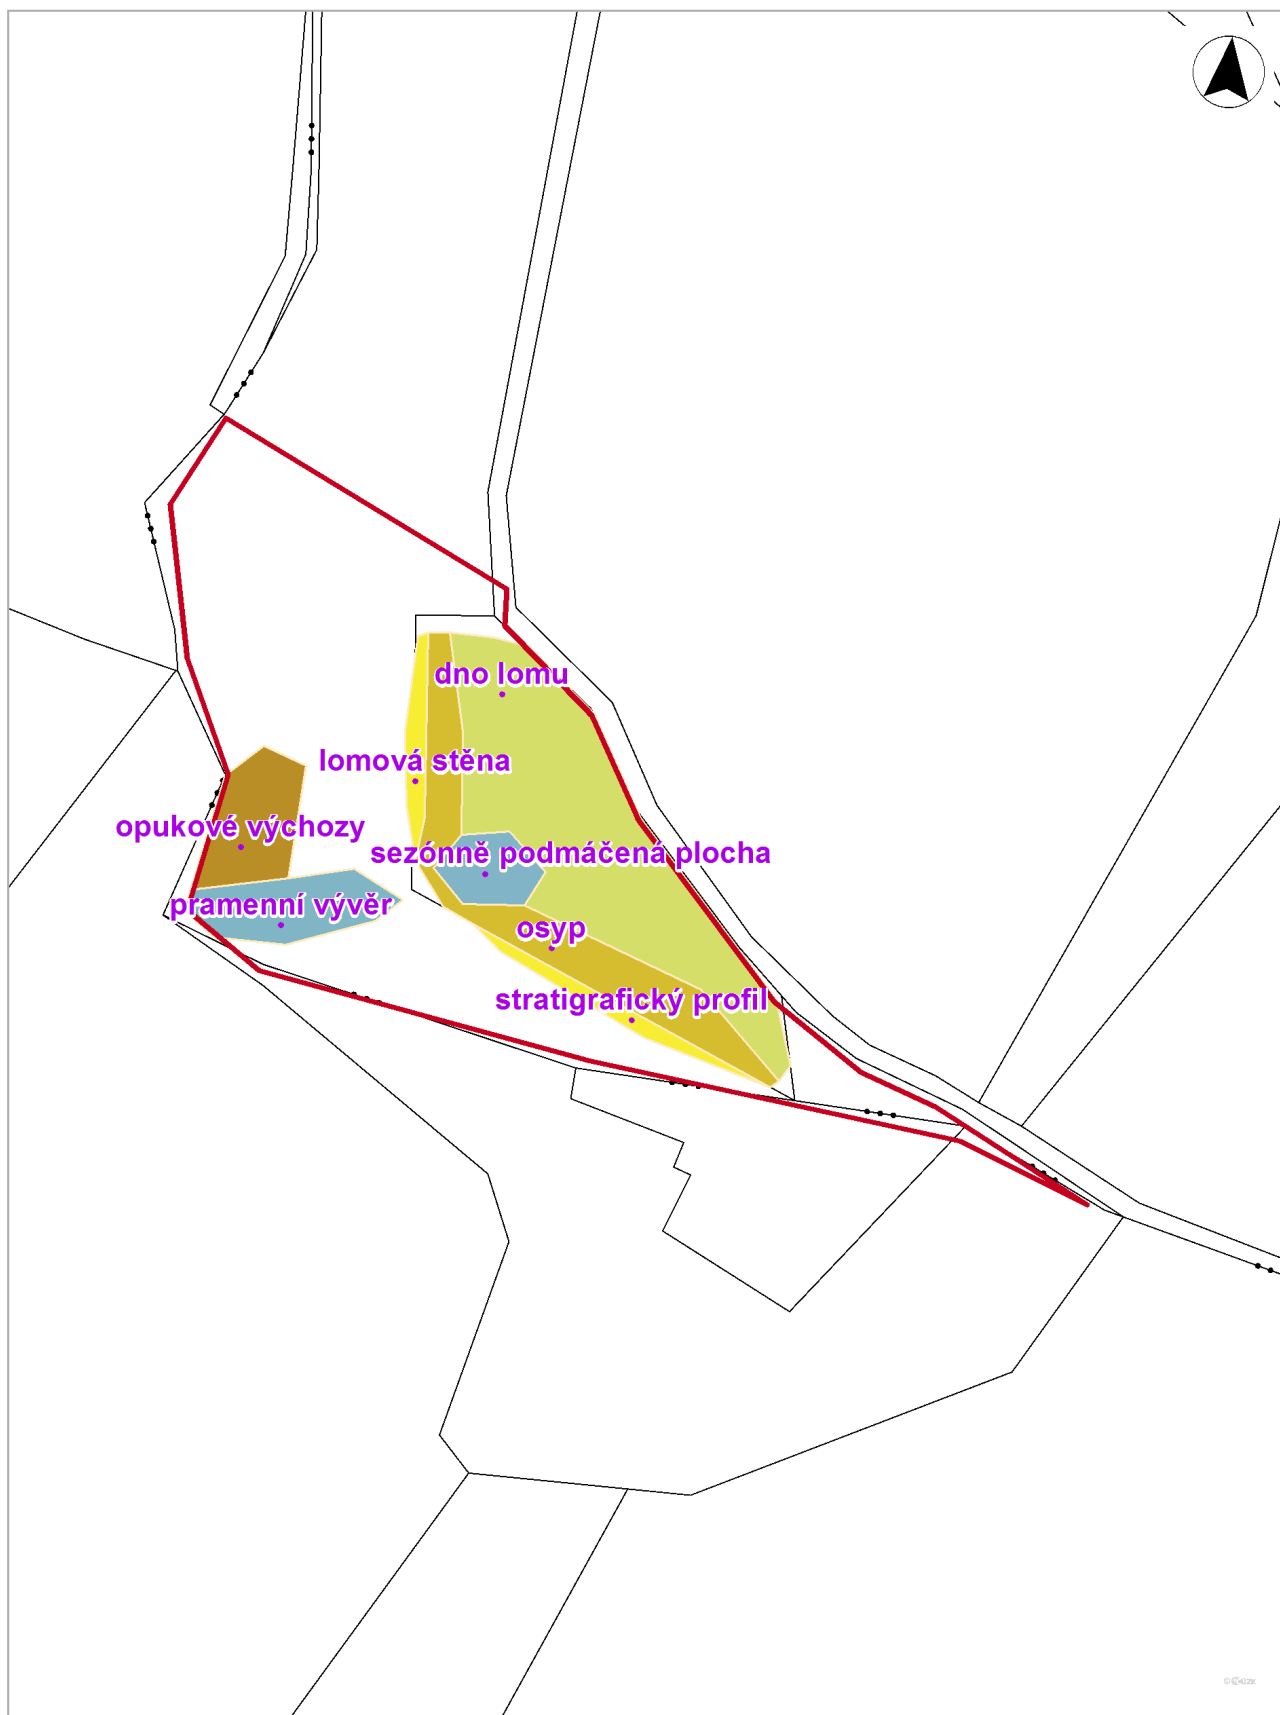 dno lomu
lomová stěna
opukové výchozy
sezónně podmáčená plocha
pramenní vývěr
osyp
stratigrafický profil